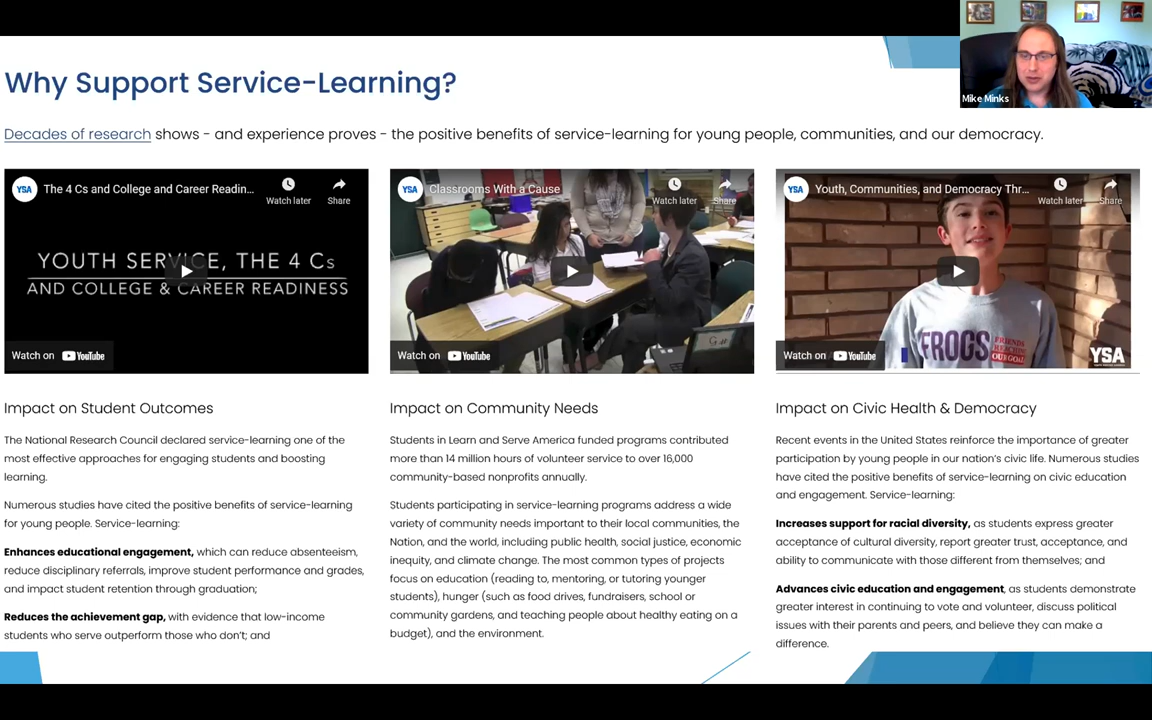 Why Support Service-Learning?
Mike Minks
Decades of research shows - and experience proves - the positive benefits of service-learning for young people, communities, and our democracy.
YSA The 4 Cs and College and Career Readin...
Watch later Share
YOUTH SERVICE, THE 4 Cs
AND COLLEGE & CAREER READINESS
Watch on YouTube
YSA Classrooms With a Cause
Watch later Share
Watch on YouTube
YSA Youth, Communities, and Democracy Thr...
Watch later Share
FROGS
OUR GOAL
YSA
Watch on YouTube
Impact on Student Outcomes
The National Research Council declared service-learning one of the
most effective approaches for engaging students and boosting
learning.
Numerous studies have cited the positive benefits of service-learning
for young people. Service-learning:
Enhances educational engagement, which can reduce absenteeism,
reduce disciplinary referrals, improve student performance and grades,
and impact student retention through graduation;
Reduces the achievement gap, with evidence that low-income
students who serve outperform those who don't; and
Impact on Community Needs
Students in Learn and Serve America funded programs contributed
more than 14 million hours of volunteer service to over 16,000
community-based nonprofits annually.
Students participating in service-learning programs address a wide
variety of community needs important to their local communities, the
Nation, and the world, including public health, social justice, economic
inequity, and climate change. The most common types of projects
focus on education (reading to, mentoring, or tutoring younger
students), hunger (such as food drives, fundraisers, school or
community gardens, and teaching people about healthy eating on a
budget), and the environment.
Impact on Civic Health & Democracy
Recent events in the United States reinforce the importance of greater
participation by young people in our nation's civic life. Numerous studies
have cited the positive benefits of service-learning on civic education
and engagement. Service-learning:
Increases support for racial diversity, as students express greater
acceptance of cultural diversity, report greater trust, acceptance, and
ability to communicate with those different from themselves; and
Advances civic education and engagement, as students demonstrate
greater interest in continuing to vote and volunteer, discuss political
issues with their parents and peers, and believe they can make a
difference.